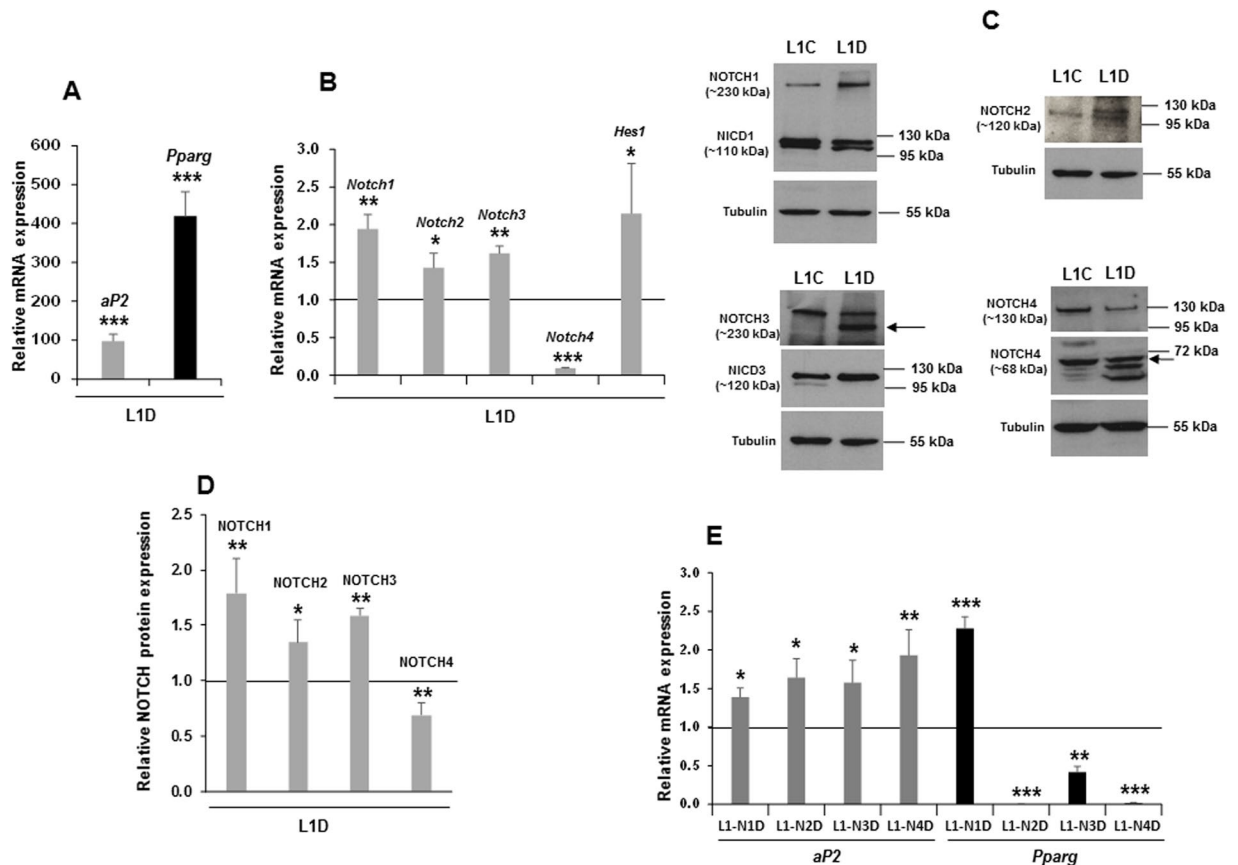 A
Relative mRNA expression
600
500
400
300
200
100
0
aP2
***
Pparg
***
L1D
B
Relative mRNA expression
3.0
2.5
2.0
1.5
1.0
0.5
0.0
Notch1
**
Notch2
*
Notch3
**
Notch4
***
Hes1
*
L1D
C
L1C L1D
NOTCH1
(~230 kDa)
NICD1
(~110 kDa)
130 kDa
95 kDa
Tubulin
55 kDa
L1C L1D
NOTCH2
(~120 kDa)
130 kDa
95 kDa
Tubulin
55 kDa
L1C L1D
NOTCH3
(~230 kDa)
NICD3
(~120 kDa)
130 kDa
95 kDa
Tubulin
55 kDa
L1C L1D
NOTCH4
(~130 kDa)
130 kDa
95 kDa
NOTCH4
(~68 kDa)
72 kDa
Tubulin
55 kDa
D
Relative NOTCH protein expression
2.5
2.0
1.5
1.0
0.5
0.0
NOTCH1
**
NOTCH2
*
NOTCH3
**
NOTCH4
**
L1D
E
Relative mRNA expression
3.0
2.5
2.0
1.5
1.0
0.5
0.0
*
*
*
**
***
***
**
***
L1-N1D L1-N2D L1-N3D L1-N4D L1-N1D L1-N2D L1-N3D L1-N4D
aP2 Pparg